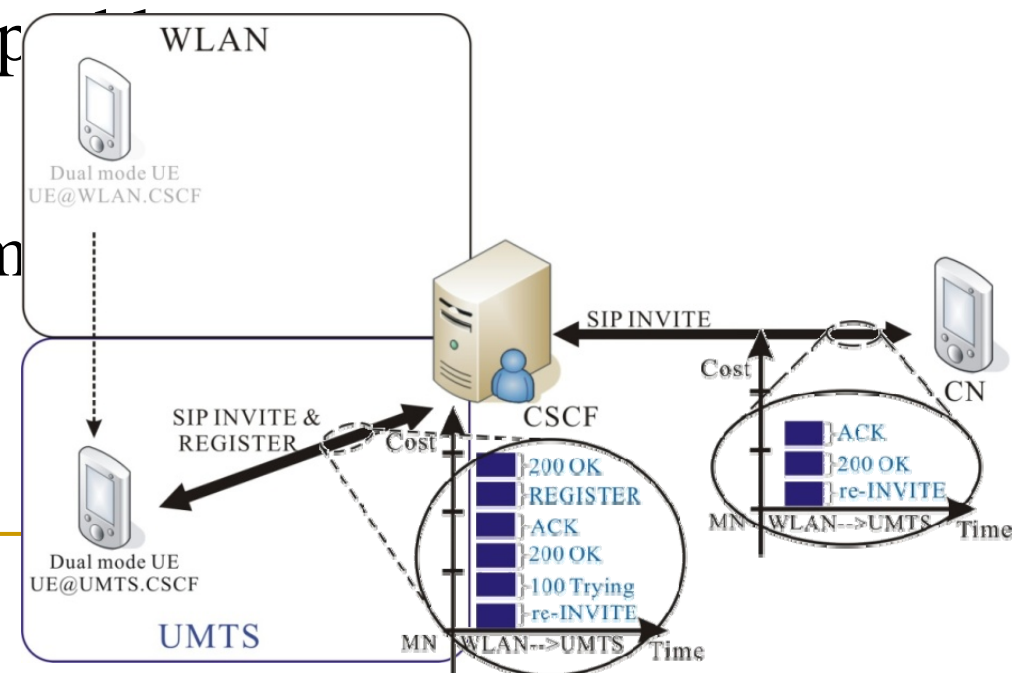 WLAN
Dual mode UE
UE@WLAN.CSCF
SIP INVITE
Cost
CN
ACK
200 OK
re-INVITE
MN
WLAN-->UMTS
Time
CSCF
SIP INVITE &
REGISTER
Cost
200 OK
REGISTER
ACK
200 OK
100 Trying
re-INVITE
MN
WLAN-->UMTS
Time
Dual mode UE
UE@UMTS.CSCF
UMTS